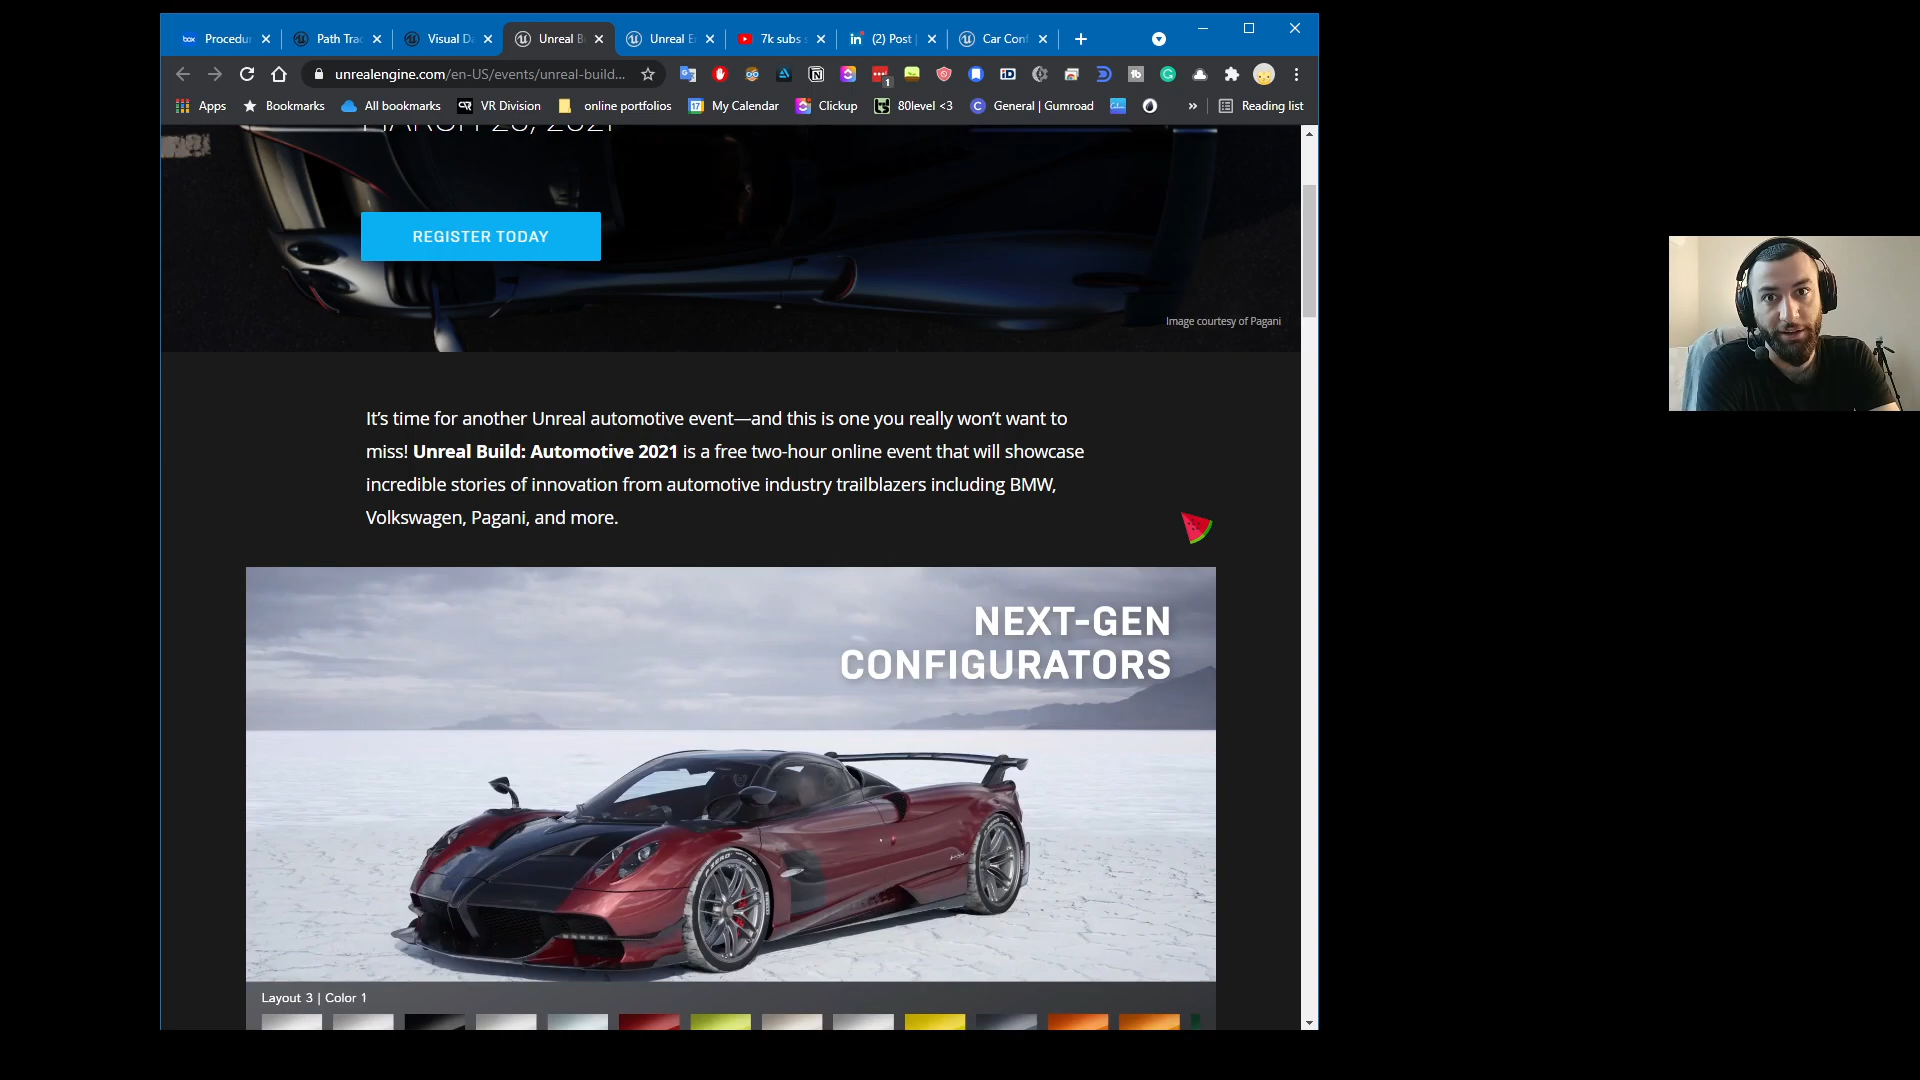 Procedu
Path Trac
Visual Da
Unreal B
Unreal E
7k subs s
(2) Post |
Car Conf
unrealengine.com/en-US/events/unreal-build...
1
Apps
Bookmarks
All bookmarks
VR Division
online portfolios
17
My Calendar
Clickup
80level <3
General | Gumroad
»
Reading list
REGISTER TODAY
Image courtesy of Pagani
It's time for another Unreal automotive event—and this is one you really won't want to
miss! Unreal Build: Automotive 2021 is a free two-hour online event that will showcase
incredible stories of innovation from automotive industry trailblazers including BMW,
Volkswagen, Pagani, and more.
NEXT-GEN
CONFIGURATORS
Layout 3 | Color 1